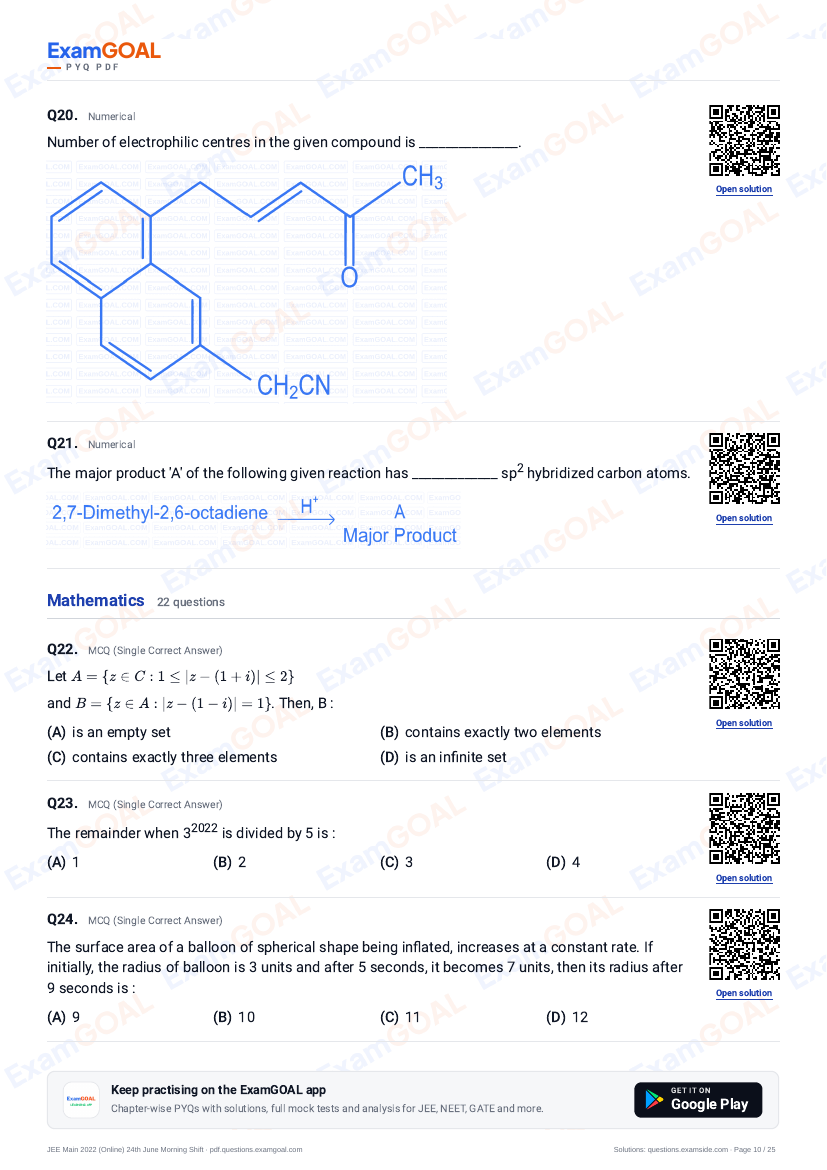 ExamGOAL
PYQ PDF
Q20. Numerical
Number of electrophilic centres in the given compound is ______________.
CH3
O
CH2CN
Open solution
Q21. Numerical
The major product 'A' of the following given reaction has ____________ sp² hybridized carbon atoms.
2,7-Dimethyl-2,6-octadiene H⁺ A
Major Product
Open solution
Mathematics 22 questions
Q22. MCQ (Single Correct Answer)
Let A = {z ∈ C : 1 ≤ |z − (1 + i)| ≤ 2}
and B = {z ∈ A : |z − (1 − i)| = 1}. Then, B :
(A) is an empty set (B) contains exactly two elements
(C) contains exactly three elements (D) is an infinite set
Open solution
Q23. MCQ (Single Correct Answer)
The remainder when 3²⁰²² is divided by 5 is :
(A) 1 (B) 2 (C) 3 (D) 4
Open solution
Q24. MCQ (Single Correct Answer)
The surface area of a balloon of spherical shape being inflated, increases at a constant rate. If
initially, the radius of balloon is 3 units and after 5 seconds, it becomes 7 units, then its radius after
9 seconds is :
(A) 9 (B) 10 (C) 11 (D) 12
Open solution
ExamGOAL
Keep practising on the ExamGOAL app
Chapter-wise PYQs with solutions, full mock tests and analysis for JEE, NEET, GATE and more.
GET IT ON
Google Play
JEE Main 2022 (Online) 24th June Morning Shift · pdf.questions.examgoal.com Solutions: questions.examside.com · Page 10 / 25